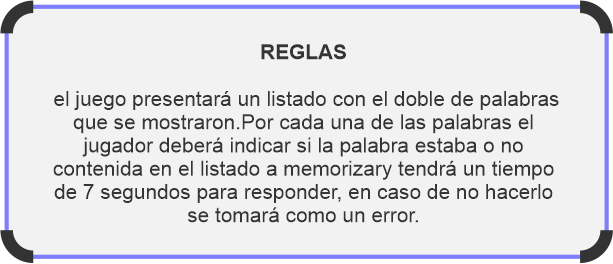 REGLAS
el juego presentará un listado con el doble de palabras
que se mostraron.Por cada una de las palabras el
jugador deberá indicar si la palabra estaba o no
contenida en el listado a memorizary tendrá un tiempo
de 7 segundos para responder, en caso de no hacerlo
se tomará como un error.